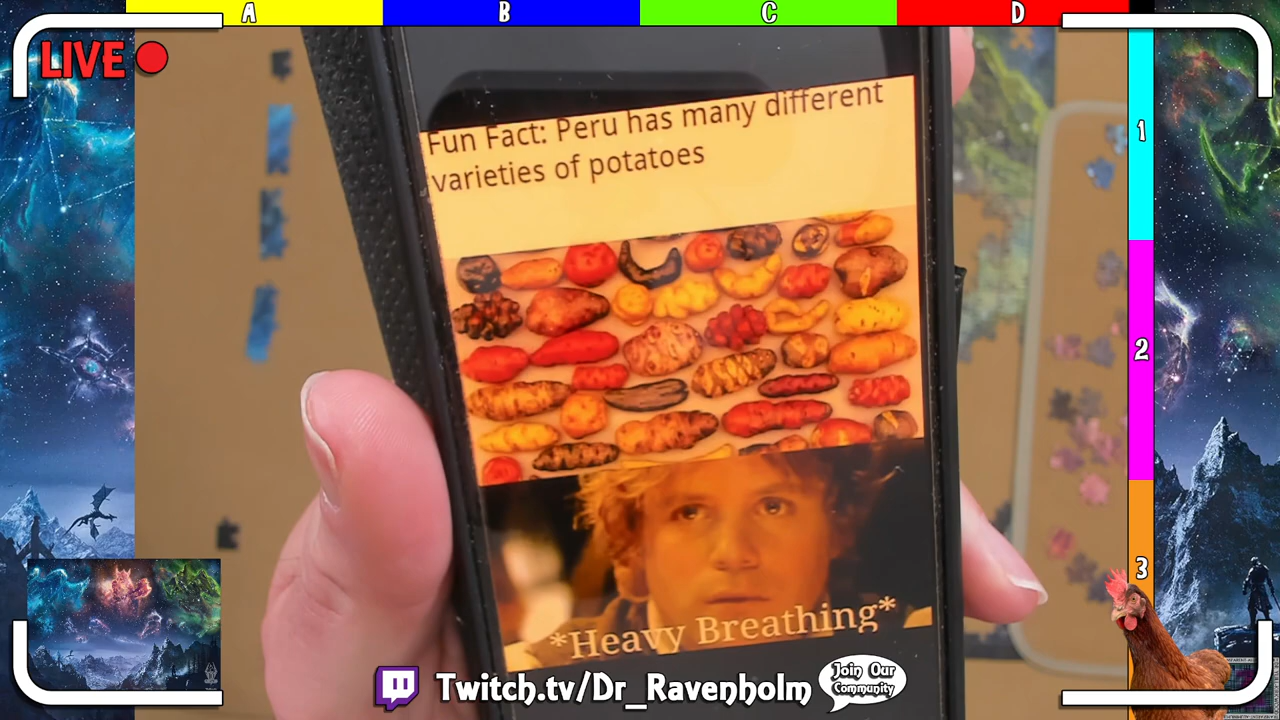 A
B
C
D
LIVE
1
2
3
Fun Fact: Peru has many different
varieties of potatoes
*Heavy Breathing*
Twitch.tv/Dr_Ravenholm
Join Our
Community